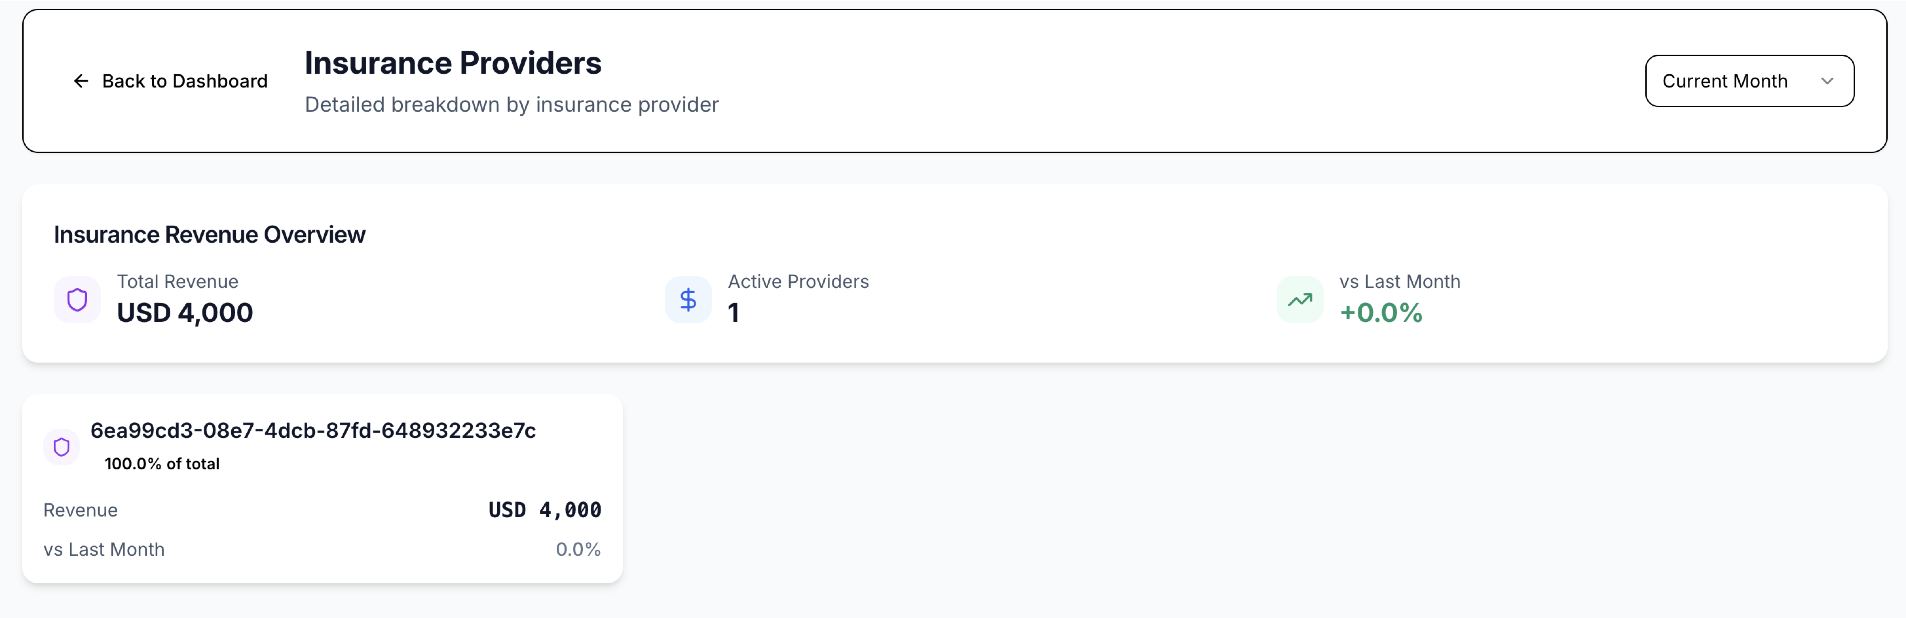 Back to Dashboard
Insurance Providers
Detailed breakdown by insurance provider
Current Month
Insurance Revenue Overview
Total Revenue
USD 4,000
Active Providers
1
vs Last Month
+0.0%
6ea99cd3-08e7-4dcb-87fd-648932233e7c
100.0% of total
Revenue USD 4,000
vs Last Month 0.0%